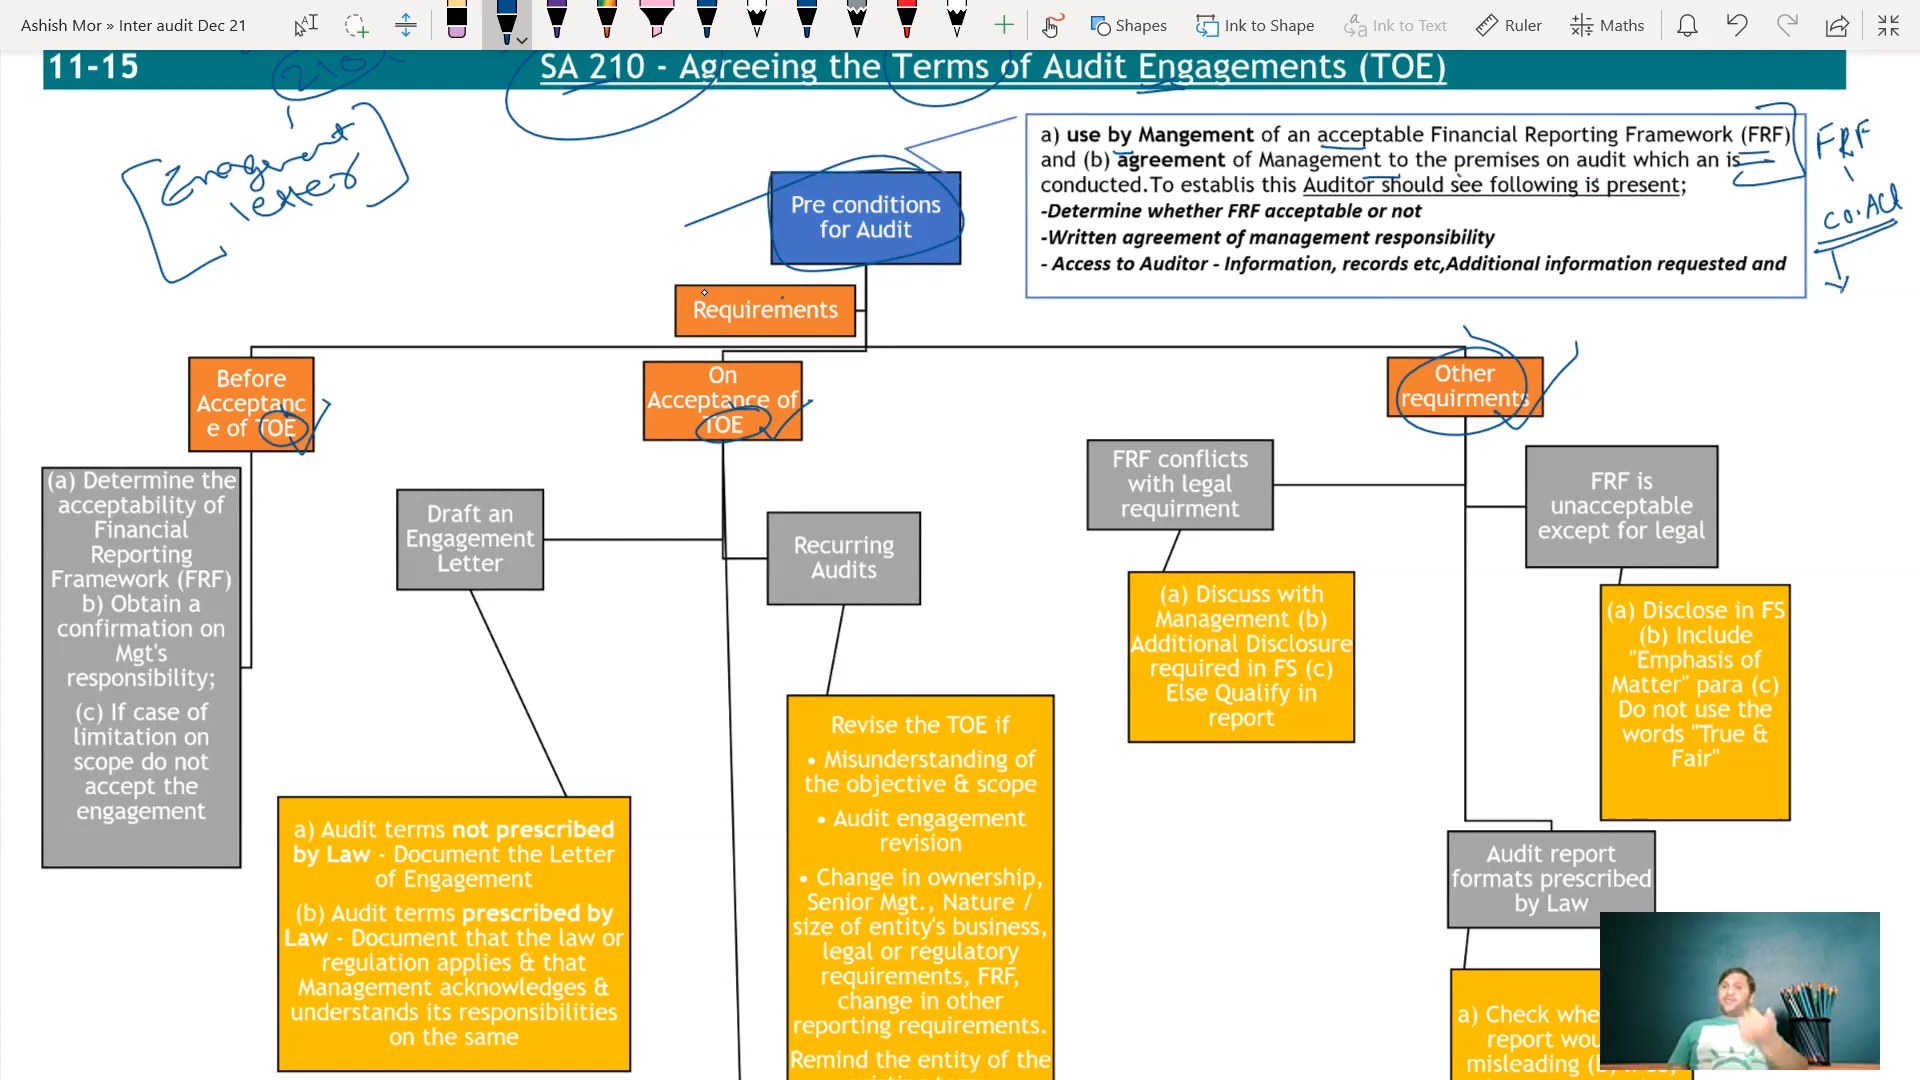 Ashish Mor » Inter audit Dec 21
Shapes
Ink to Shape
Ink to Text
Ruler
Maths
11-15
SA 210 - Agreeing the Terms of Audit Engagements (TOE)
210
Engagement
letter
a) use by Mangement of an acceptable Financial Reporting Framework (FRF)
and (b) agreement of Management to the premises on audit which an is
conducted.To establis this Auditor should see following is present;
-Determine whether FRF acceptable or not
-Written agreement of management responsibility
- Access to Auditor - Information, records etc,Additional information requested and
FRF
co. Act
Pre conditions
for Audit
Requirements
Before
Acceptanc
e of TOE
On
Acceptance of
TOE
Other
requirments
(a) Determine the
acceptability of
Financial
Reporting
Framework (FRF)
b) Obtain a
confirmation on
Mgt's
responsibility;
(c) If case of
limitation on
scope do not
accept the
engagement
Draft an
Engagement
Letter
Recurring
Audits
FRF conflicts
with legal
requirment
FRF is
unacceptable
except for legal
(a) Discuss with
Management (b)
Additional Disclosure
required in FS (c)
Else Qualify in
report
(a) Disclose in FS
(b) Include
"Emphasis of
Matter" para (c)
Do not use the
words "True &
Fair"
a) Audit terms not prescribed
by Law - Document the Letter
of Engagement
(b) Audit terms prescribed by
Law - Document that the law or
regulation applies & that
Management acknowledges &
understands its responsibilities
on the same
Revise the TOE if
• Misunderstanding of
the objective & scope
• Audit engagement
revision
• Change in ownership,
Senior Mgt., Nature /
size of entity's business,
legal or regulatory
requirements, FRF,
change in other
reporting requirements.
Remind the entity of the
Audit report
formats prescribed
by Law
a) Check whe
report wou
misleading (